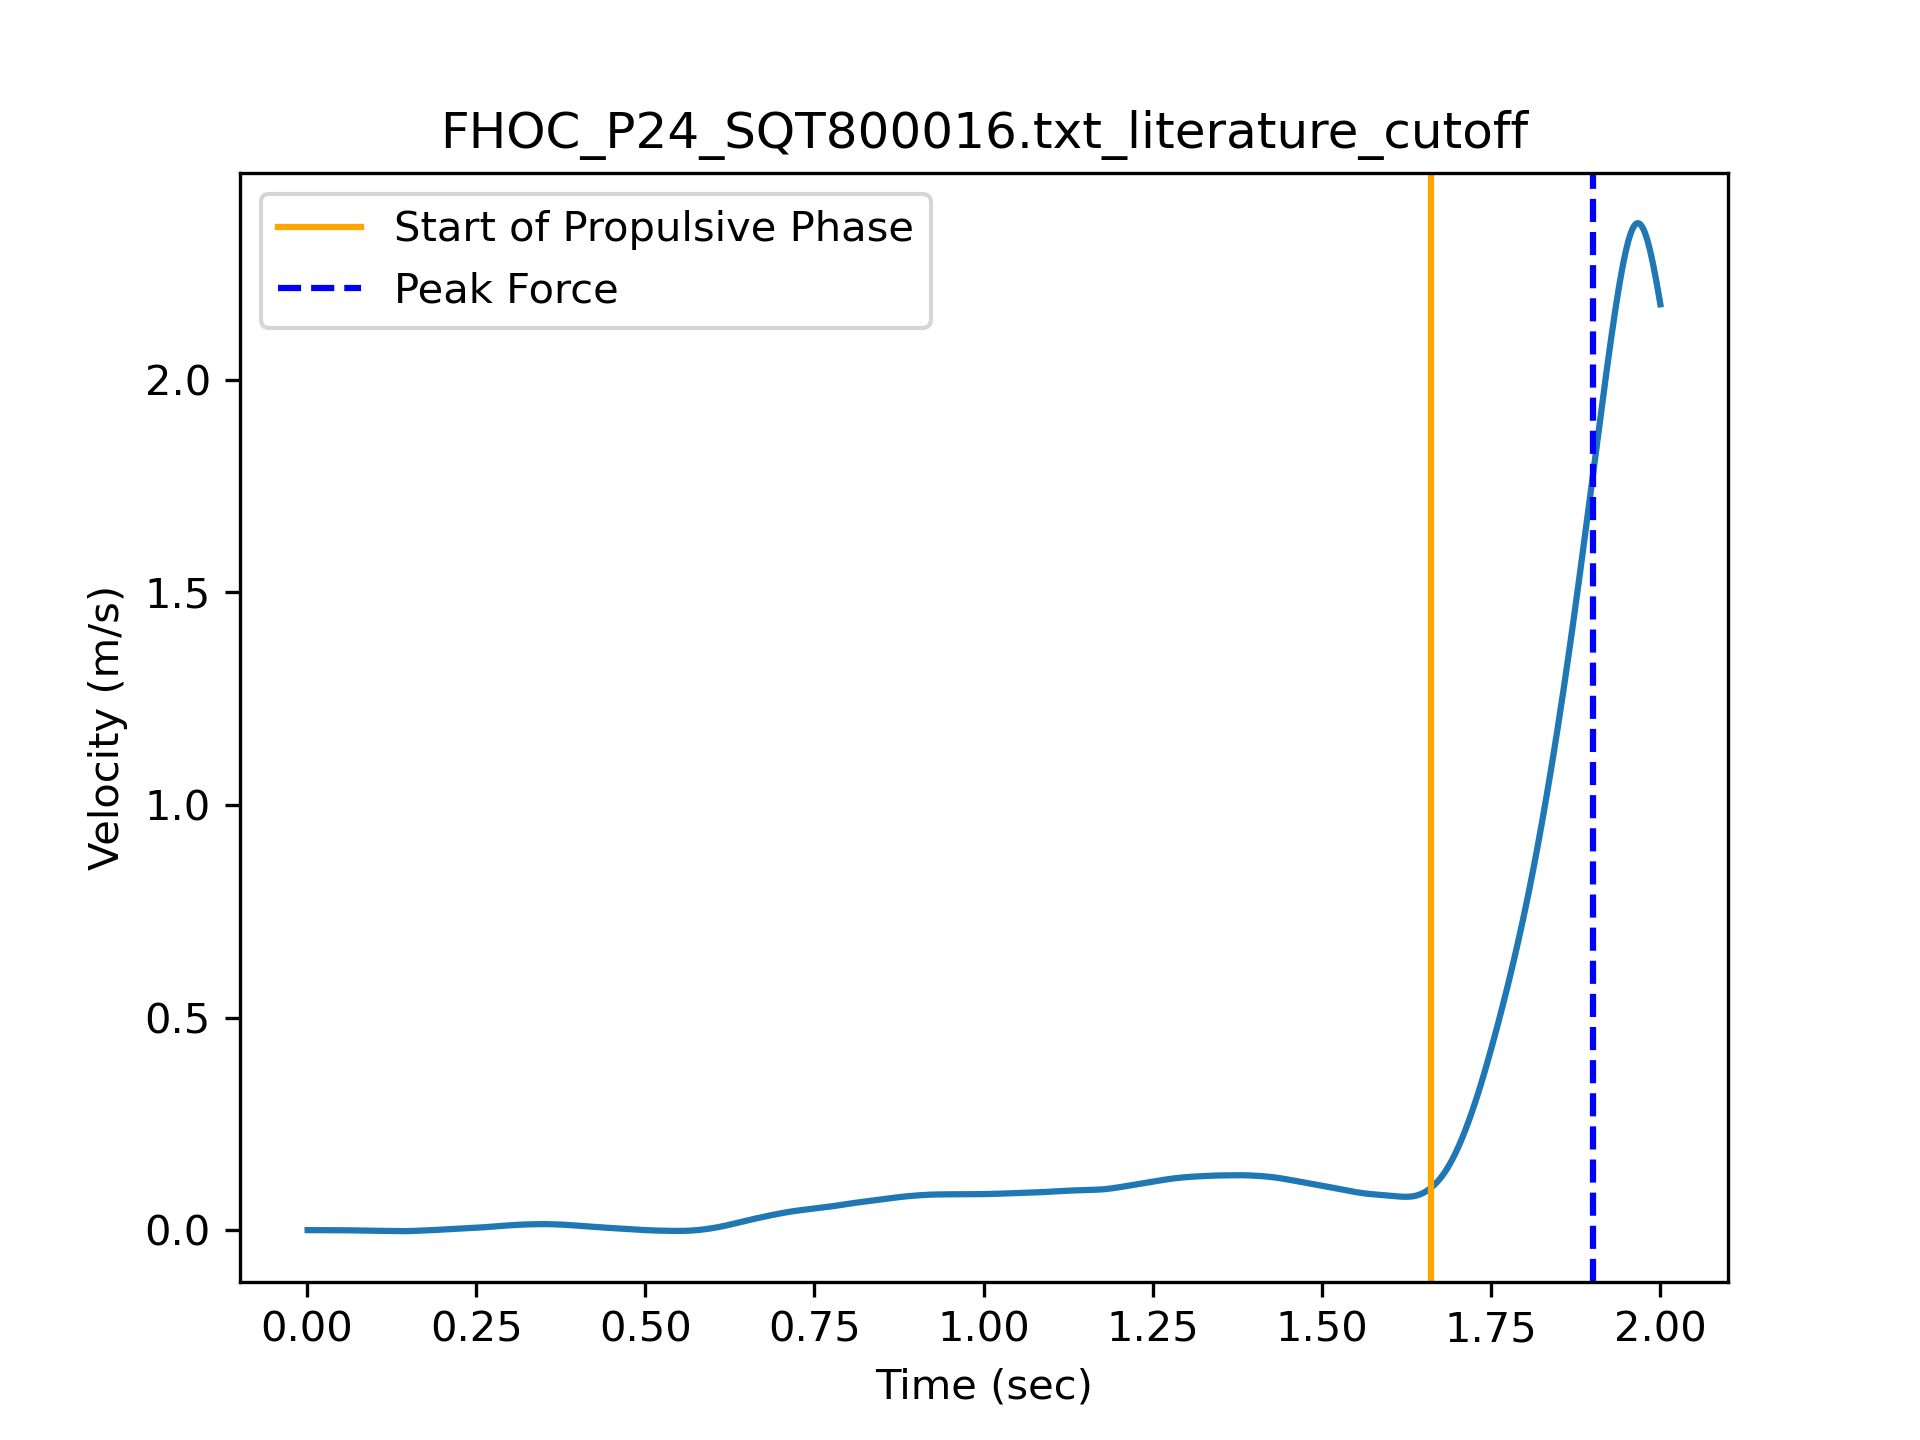 FHOC_P24_SQT800016.txt_literature_cutoff
Start of Propulsive Phase
Peak Force
2.0
1.5
1.0
0.5
0.0
Velocity (m/s)
0.00 0.25 0.50 0.75 1.00 1.25 1.50 1.75 2.00
Time (sec)